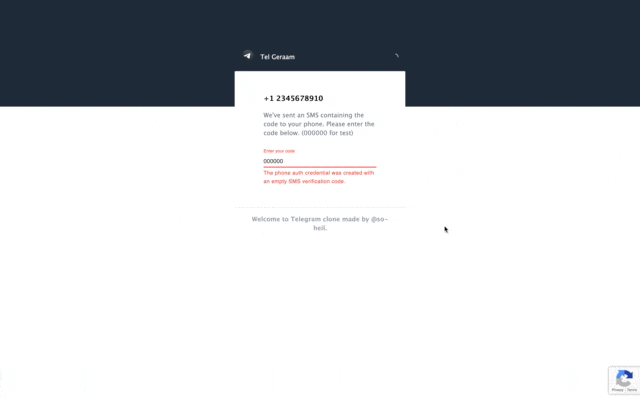 Tel Geraam
+1 2345678910
We've sent an SMS containing the
code to your phone. Please enter the
code below. (000000 for test)
Enter your code
000000
The phone auth credential was created with
an empty SMS verification code.
Welcome to Telegram clone made by @so-
heil.
Privacy - Terms